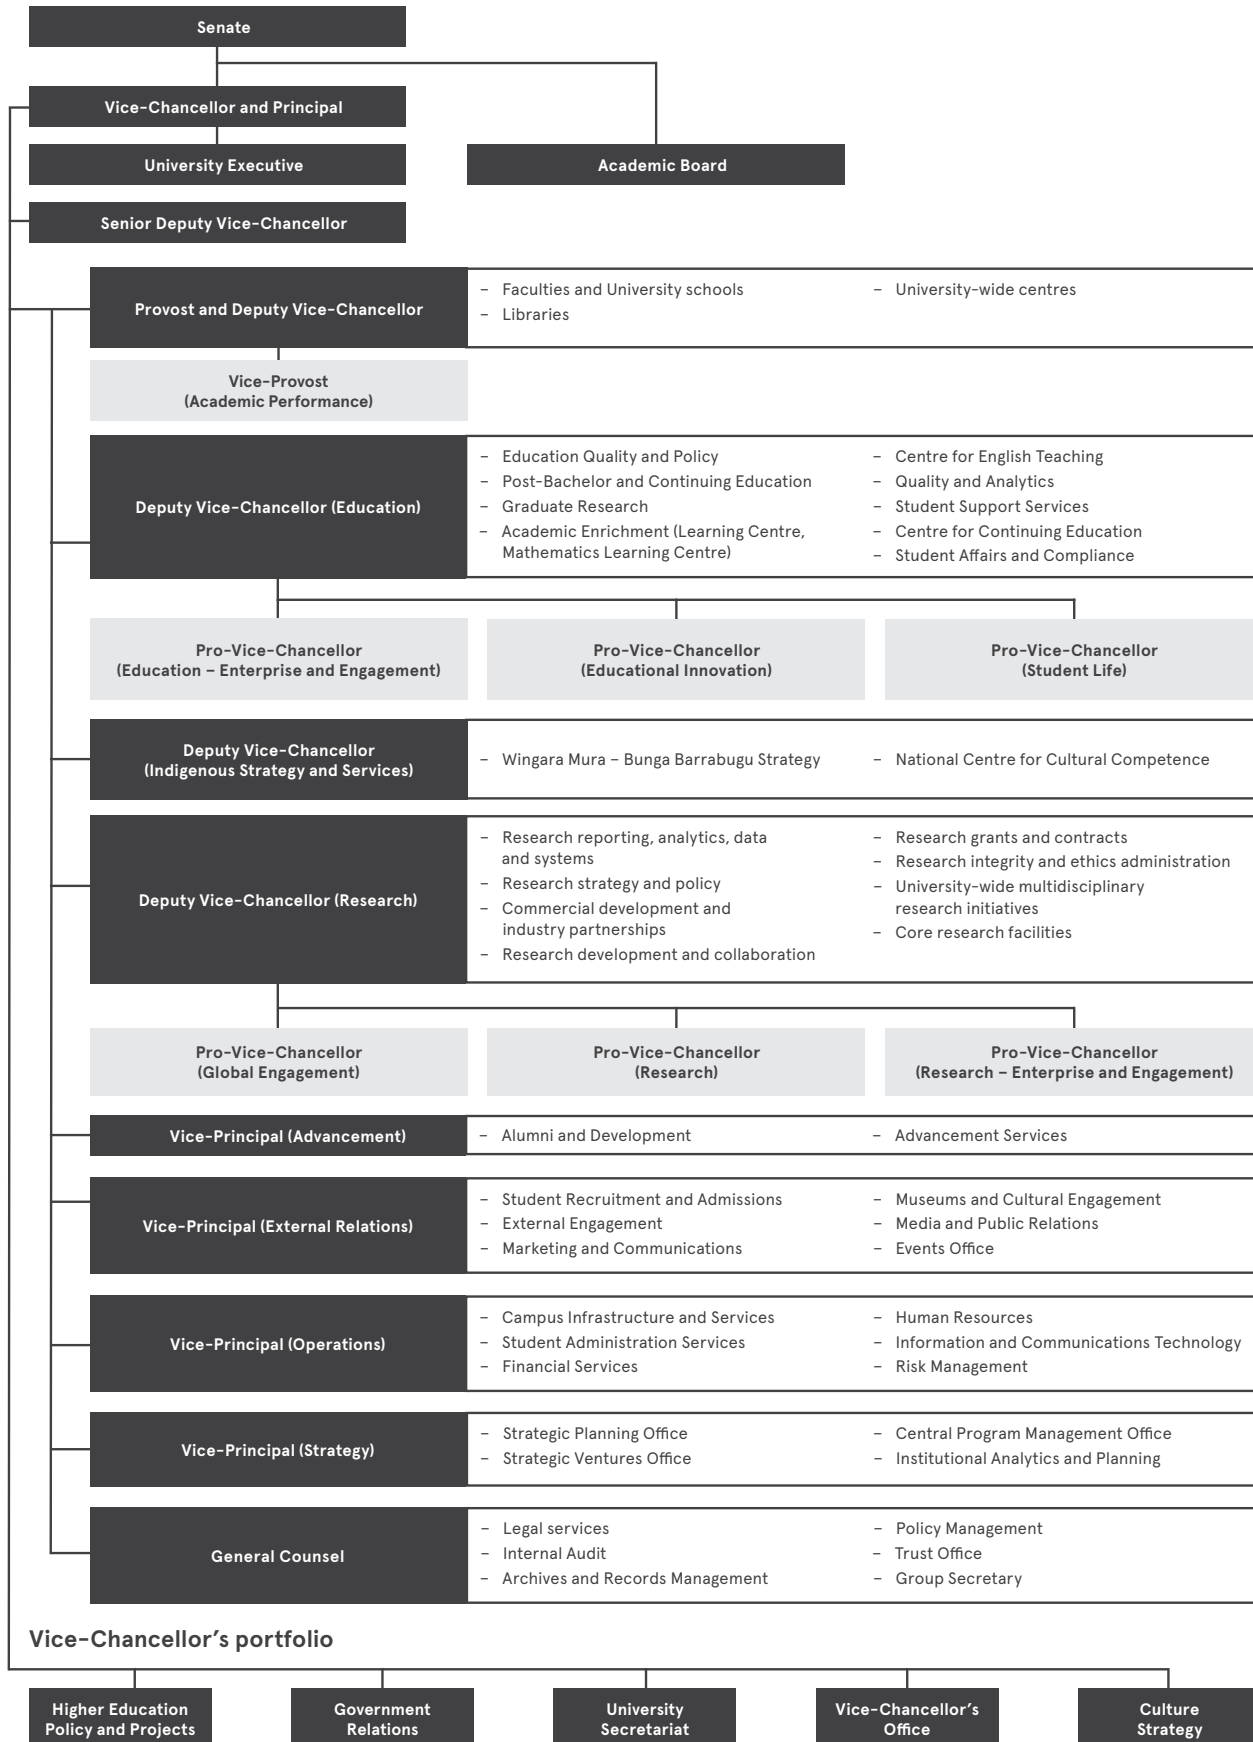 Senate
Vice-Chancellor and Principal
University Executive
Academic Board
Senior Deputy Vice-Chancellor
Provost and Deputy Vice-Chancellor
– Faculties and University schools
– Libraries
– University-wide centres
Vice-Provost
(Academic Performance)
Deputy Vice-Chancellor (Education)
– Education Quality and Policy
– Post-Bachelor and Continuing Education
– Graduate Research
– Academic Enrichment (Learning Centre,
Mathematics Learning Centre)
– Centre for English Teaching
– Quality and Analytics
– Student Support Services
– Centre for Continuing Education
– Student Affairs and Compliance
Pro-Vice-Chancellor
(Education – Enterprise and Engagement)
Pro-Vice-Chancellor
(Educational Innovation)
Pro-Vice-Chancellor
(Student Life)
Deputy Vice-Chancellor
(Indigenous Strategy and Services)
– Wingara Mura – Bunga Barrabugu Strategy
– National Centre for Cultural Competence
Deputy Vice-Chancellor (Research)
– Research reporting, analytics, data
and systems
– Research strategy and policy
– Commercial development and
industry partnerships
– Research development and collaboration
– Research grants and contracts
– Research integrity and ethics administration
– University-wide multidisciplinary
research initiatives
– Core research facilities
Pro-Vice-Chancellor
(Global Engagement)
Pro-Vice-Chancellor
(Research)
Pro-Vice-Chancellor
(Research – Enterprise and Engagement)
Vice-Principal (Advancement)
– Alumni and Development
– Advancement Services
Vice-Principal (External Relations)
– Student Recruitment and Admissions
– External Engagement
– Marketing and Communications
– Museums and Cultural Engagement
– Media and Public Relations
– Events Office
Vice-Principal (Operations)
– Campus Infrastructure and Services
– Student Administration Services
– Financial Services
– Human Resources
– Information and Communications Technology
– Risk Management
Vice-Principal (Strategy)
– Strategic Planning Office
– Strategic Ventures Office
– Central Program Management Office
– Institutional Analytics and Planning
General Counsel
– Legal services
– Internal Audit
– Archives and Records Management
– Policy Management
– Trust Office
– Group Secretary
Vice-Chancellor’s portfolio
Higher Education
Policy and Projects
Government
Relations
University
Secretariat
Vice-Chancellor’s
Office
Culture
Strategy